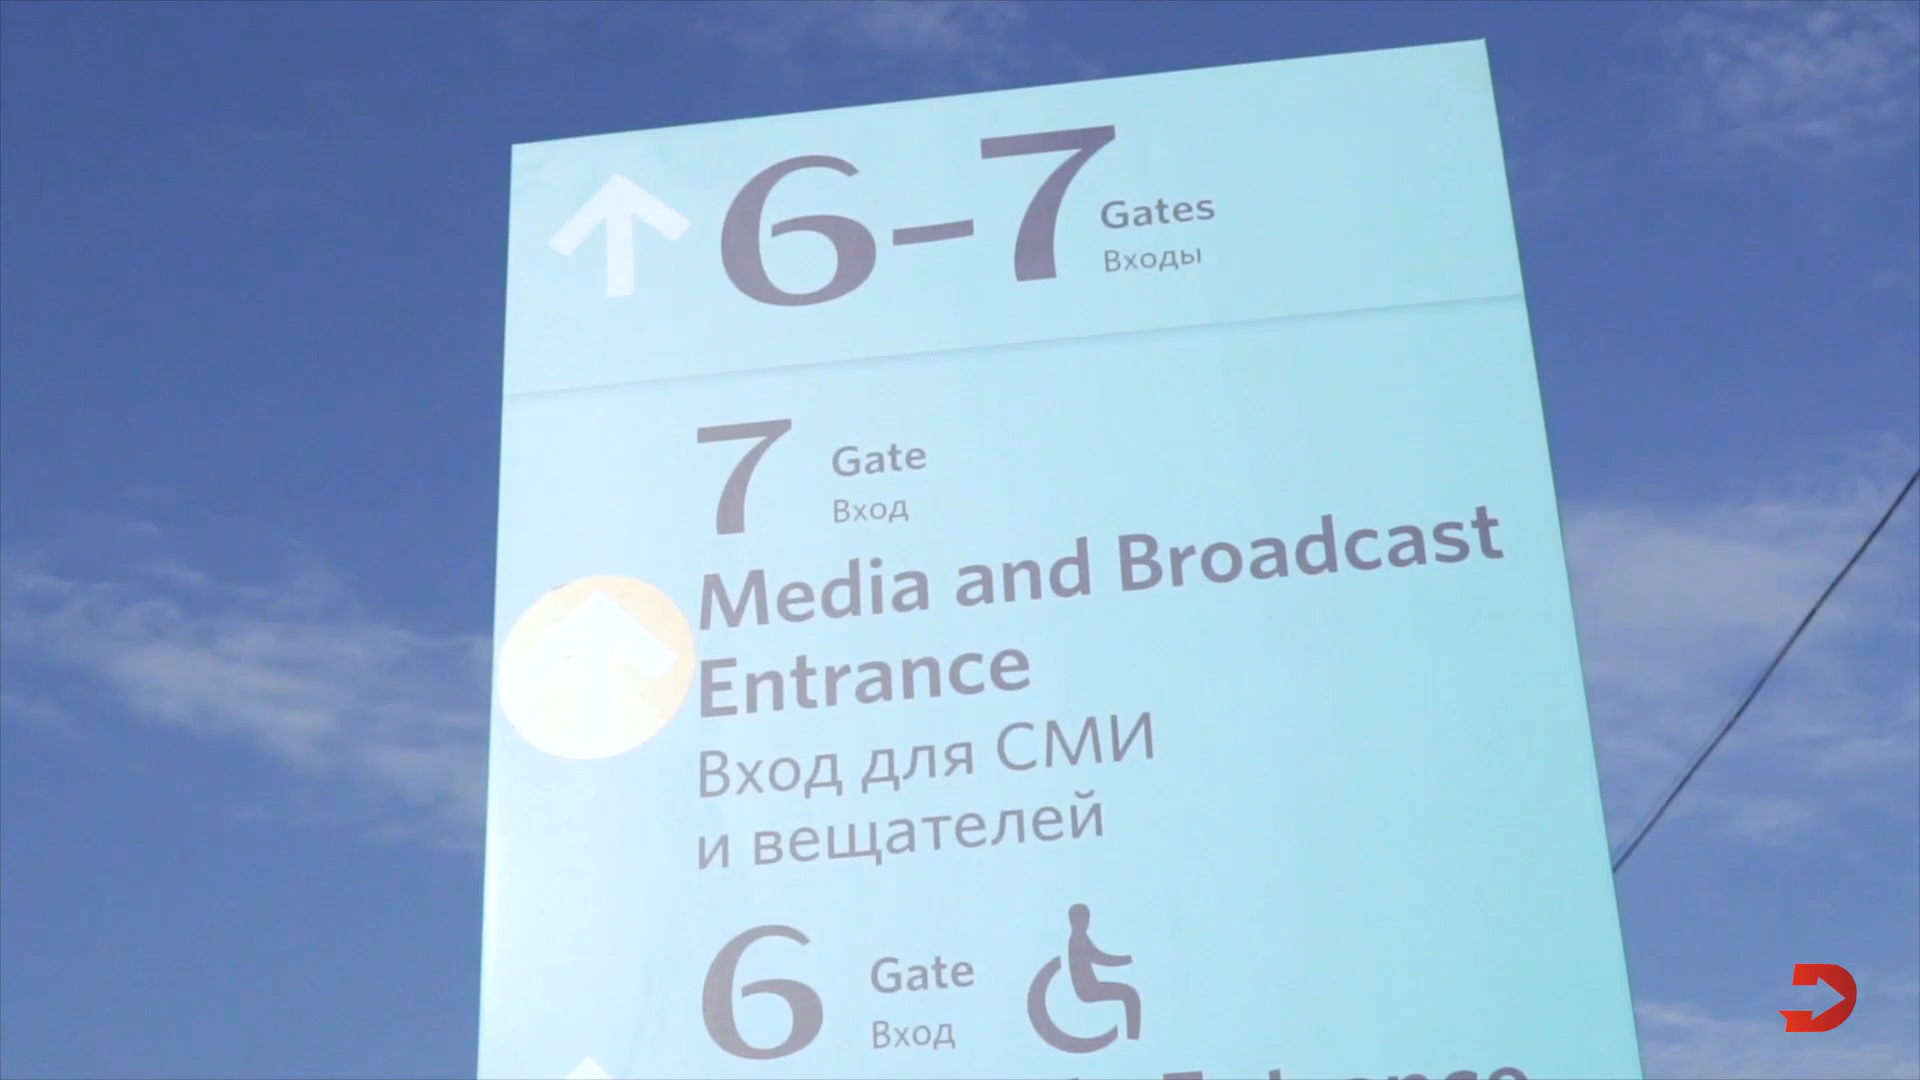 6-7 Gates
Входы
7 Gate
Вход
Media and Broadcast
Entrance
Вход для СМИ
и вещателей
6 Gate
Вход